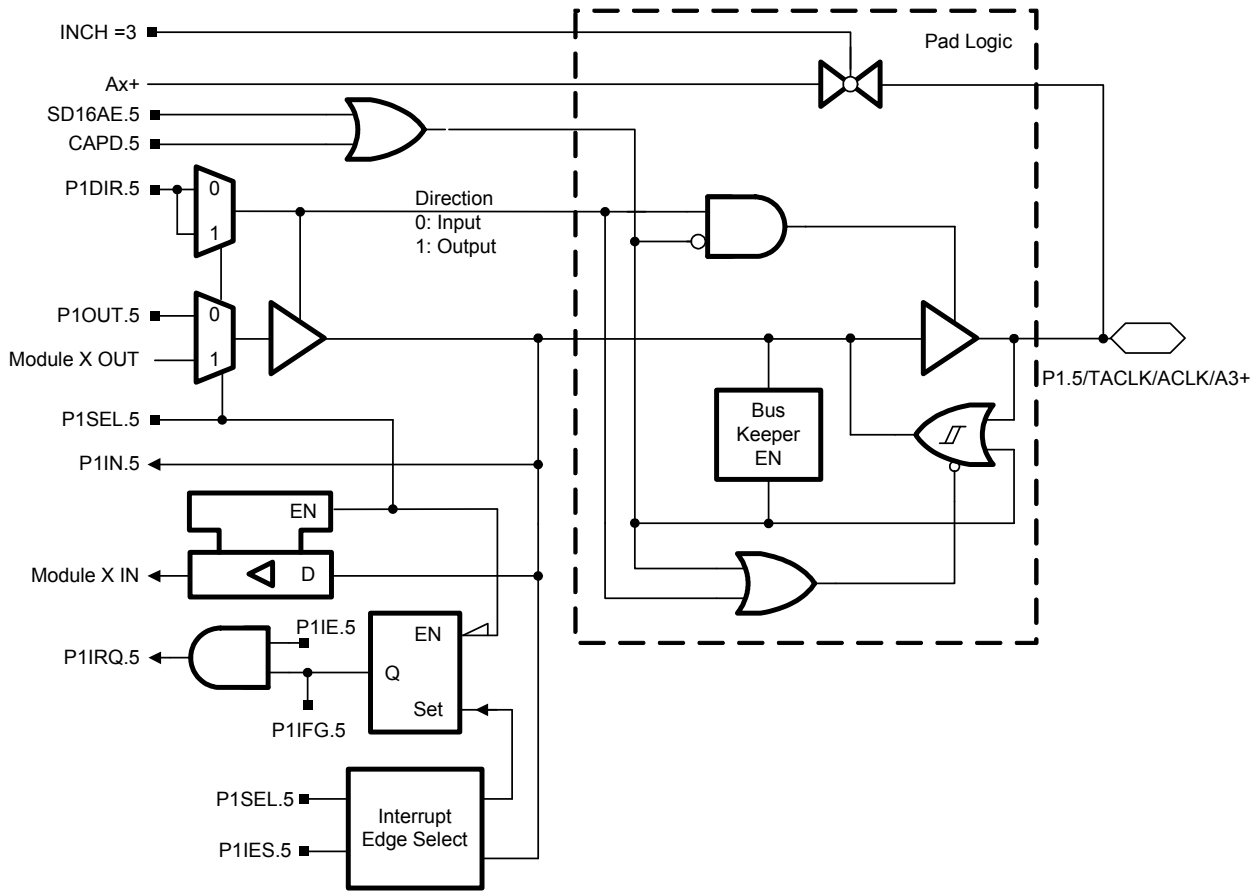 INCH =3
Pad Logic
Ax+
SD16AE.5
CAPD.5
P1DIR.5
0
1
Direction
0: Input
1: Output
P1OUT.5
0
Module X OUT
1
P1.5/TACLK/ACLK/A3+
P1SEL.5
Bus
Keeper
EN
P1IN.5
EN
Module X IN
D
P1IE.5
EN
P1IRQ.5
Q
Set
P1IFG.5
P1SEL.5
Interrupt
Edge Select
P1IES.5